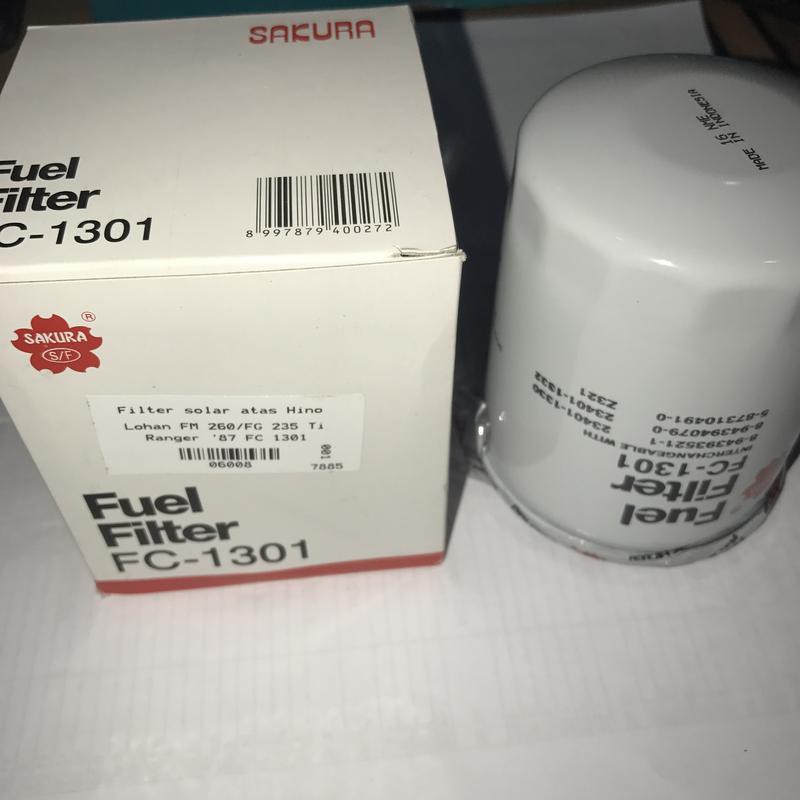 SAKURA
Fuel
Filter
C-1301
8 997879 400272
SAKURA
®
S/F
Filter solar atas Hino
Lohan FM 260/FG 235 Ti
Ranger '87 FC 1301
06008
001
7885
Fuel
Filter
FC-1301
MADE IN INDONESIA
Fuel
Filter
FC-1301
INTERCHANGEABLE WITH
8-94393521-1
8-94394079-0
5-87310491-0
23401-1330
23401-1332
Z321